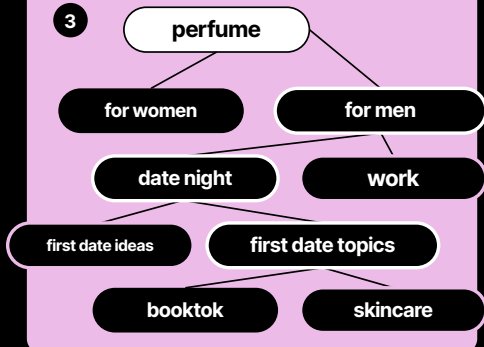 3
perfume
for women
for men
date night
work
first date ideas
first date topics
booktok
skincare